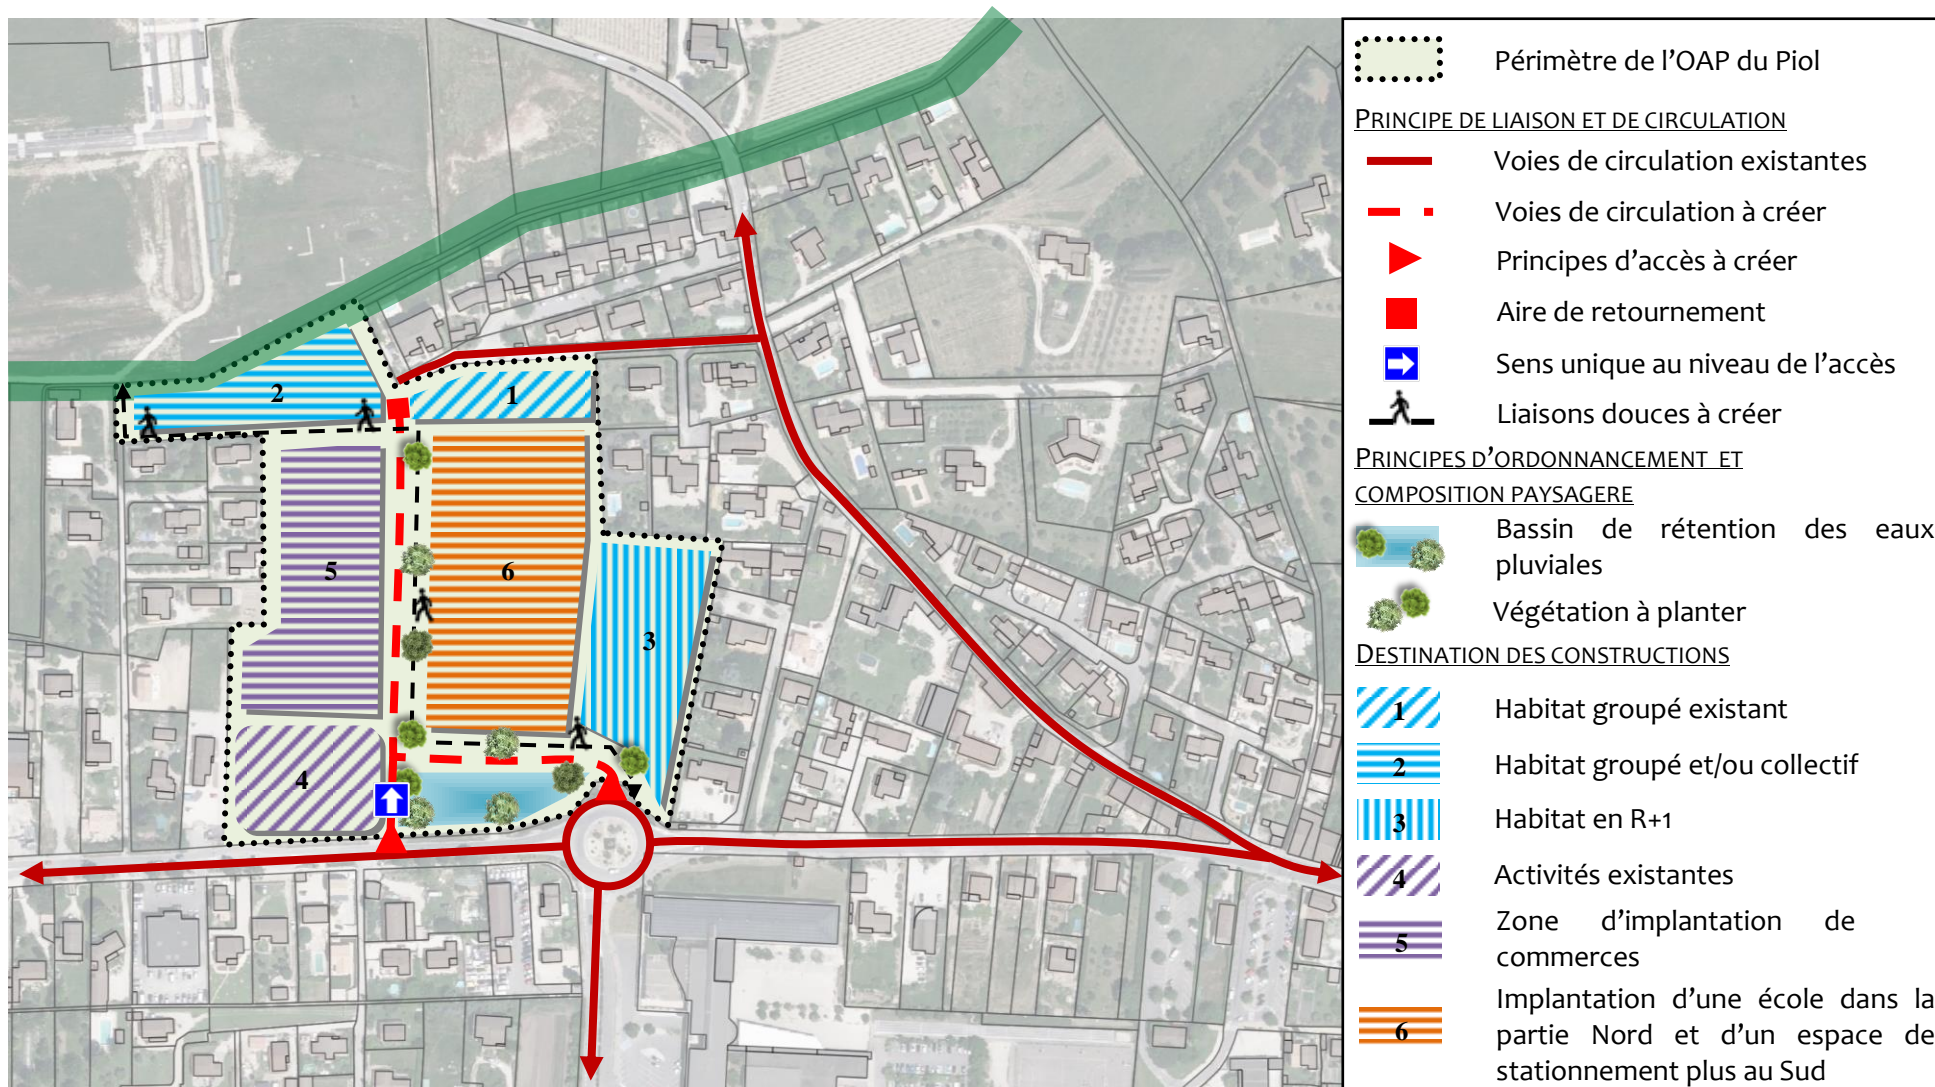 Périmètre de l'OAP du Piol
PRINCIPE DE LIAISON ET DE CIRCULATION
Voies de circulation existantes
Voies de circulation à créer
Principes d'accès à créer
Aire de retournement
Sens unique au niveau de l'accès
Liaisons douces à créer
PRINCIPES D'ORDONNANCEMENT ET
COMPOSITION PAYSAGERE
Bassin de rétention des eaux
pluviales
Végétation à planter
DESTINATION DES CONSTRUCTIONS
1 Habitat groupé existant
2 Habitat groupé et/ou collectif
3 Habitat en R+1
4 Activités existantes
5 Zone d'implantation de
commerces
6 Implantation d'une école dans la
partie Nord et d'un espace de
stationnement plus au Sud
2
1
5
6
3
4